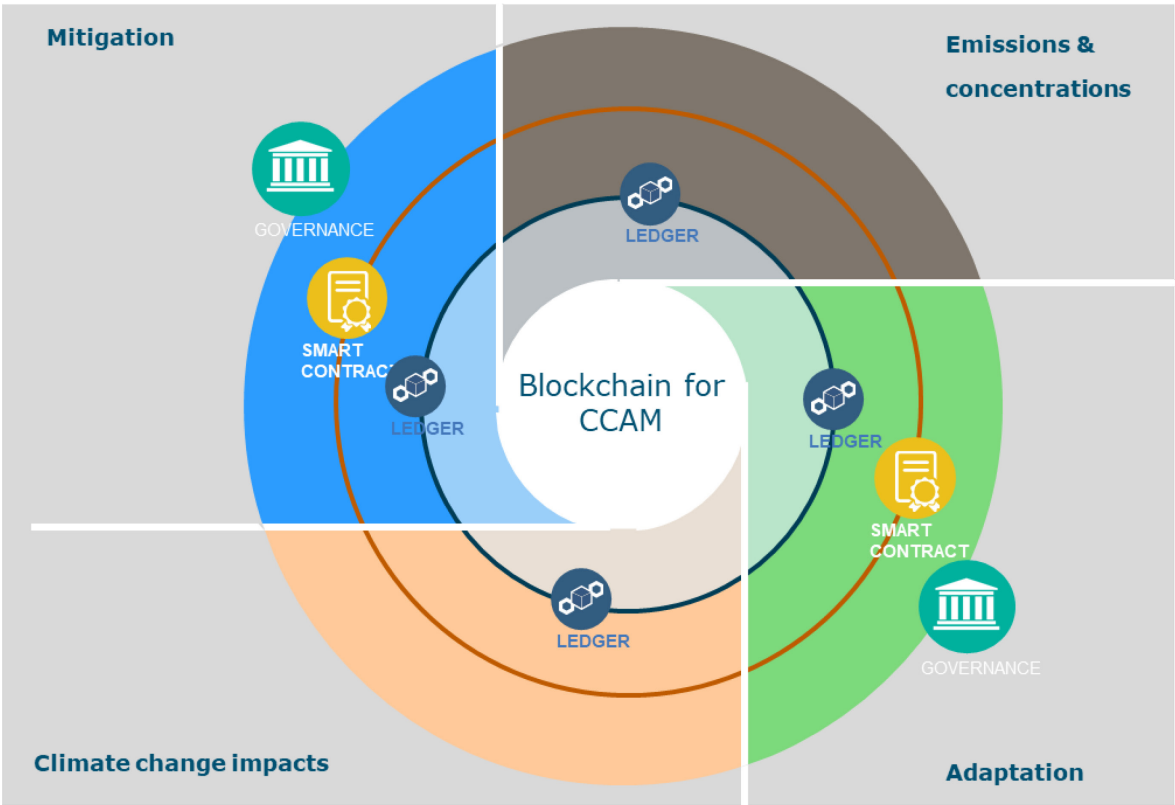 Mitigation
Emissions &
concentrations
GOVERNANCE
LEDGER
SMART
CONTRACT
LEDGER
Blockchain for
CCAM
LEDGER
SMART
CONTRACT
LEDGER
GOVERNANCE
Climate change impacts
Adaptation